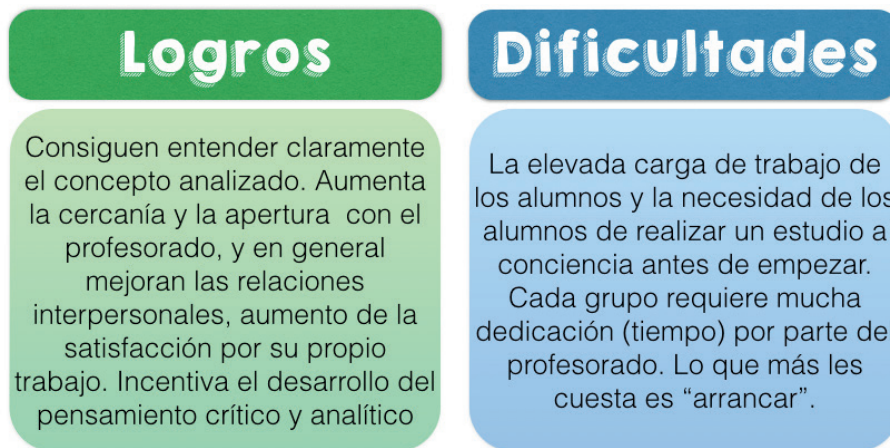 Logros
Consiguen entender claramente
el concepto analizado. Aumenta
la cercanía y la apertura con el
profesorado, y en general
mejoran las relaciones
interpersonales, aumento de la
satisfacción por su propio
trabajo. Incentiva el desarrollo del
pensamiento crítico y analítico
Dificultades
La elevada carga de trabajo de
los alumnos y la necesidad de los
alumnos de realizar un estudio a
conciencia antes de empezar.
Cada grupo requiere mucha
dedicación (tiempo) por parte de
profesorado. Lo que más les
cuesta es “arrancar”.